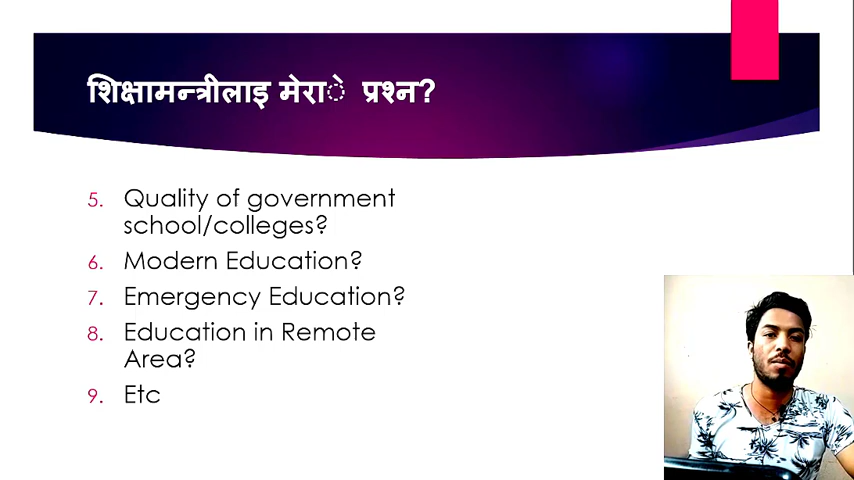 शिक्षामन्त्रीलाइ मेराे प्रश्न?
5. Quality of government
school/colleges?
6. Modern Education?
7. Emergency Education?
8. Education in Remote
Area?
9. Etc